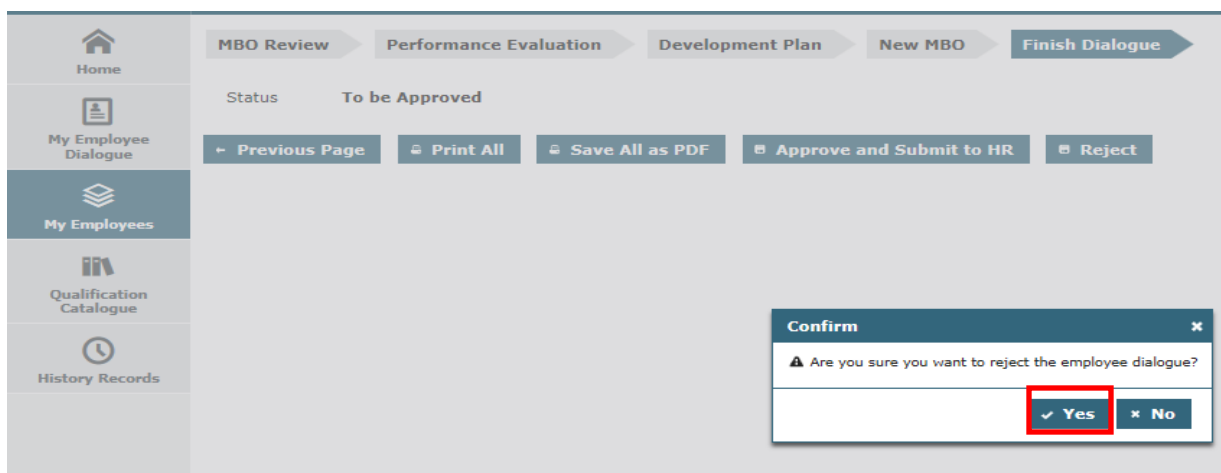 Home
My Employee
Dialogue
My Employees
Qualification
Catalogue
History Records
MBO Review Performance Evaluation Development Plan New MBO Finish Dialogue
Status To be Approved
Previous Page Print All Save All as PDF Approve and Submit to HR Reject
Confirm
Are you sure you want to reject the employee dialogue?
Yes No